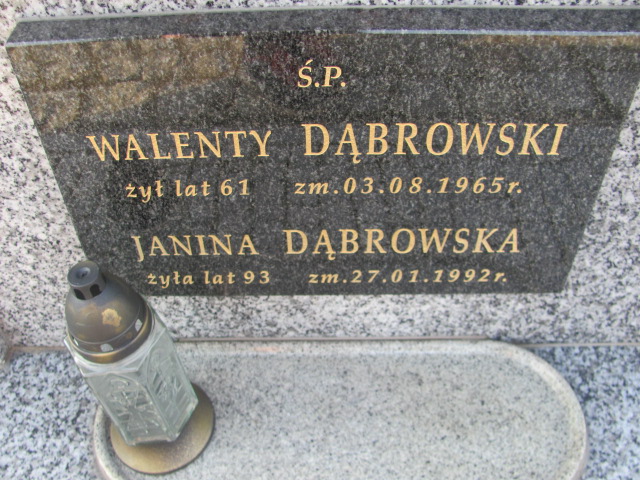 Ś.P.
WALENTY DĄBROWSKI
żył lat 61 zm.03.08.1965r.
JANINA DĄBROWSKA
żyła lat 93 zm.27.01.1992r.